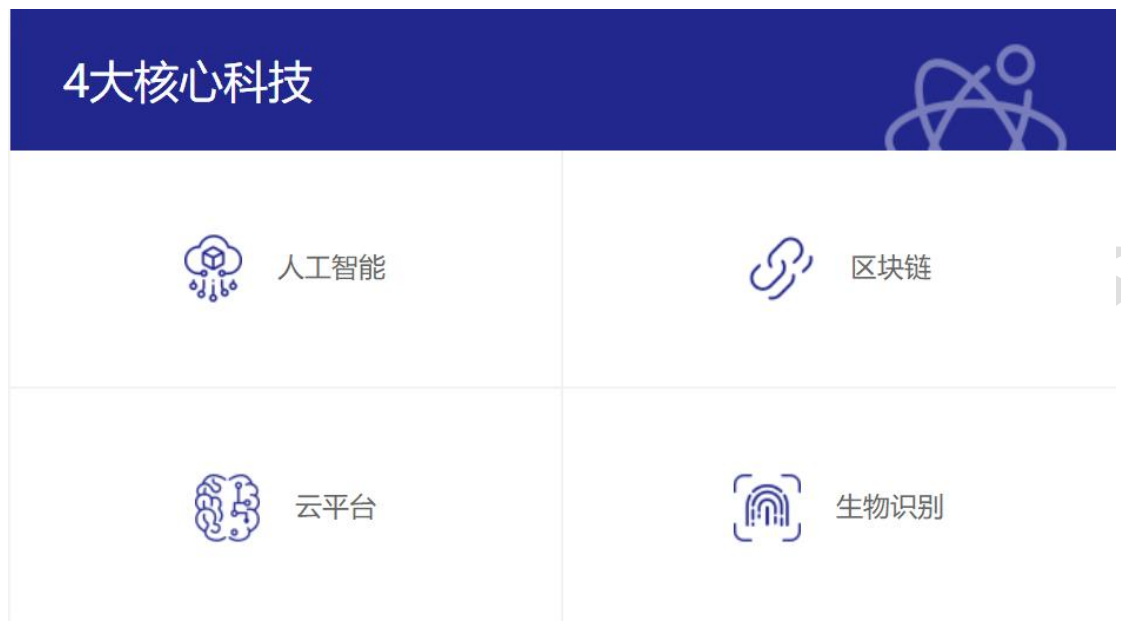 4大核心科技
人工智能
区块链
云平台
生物识别